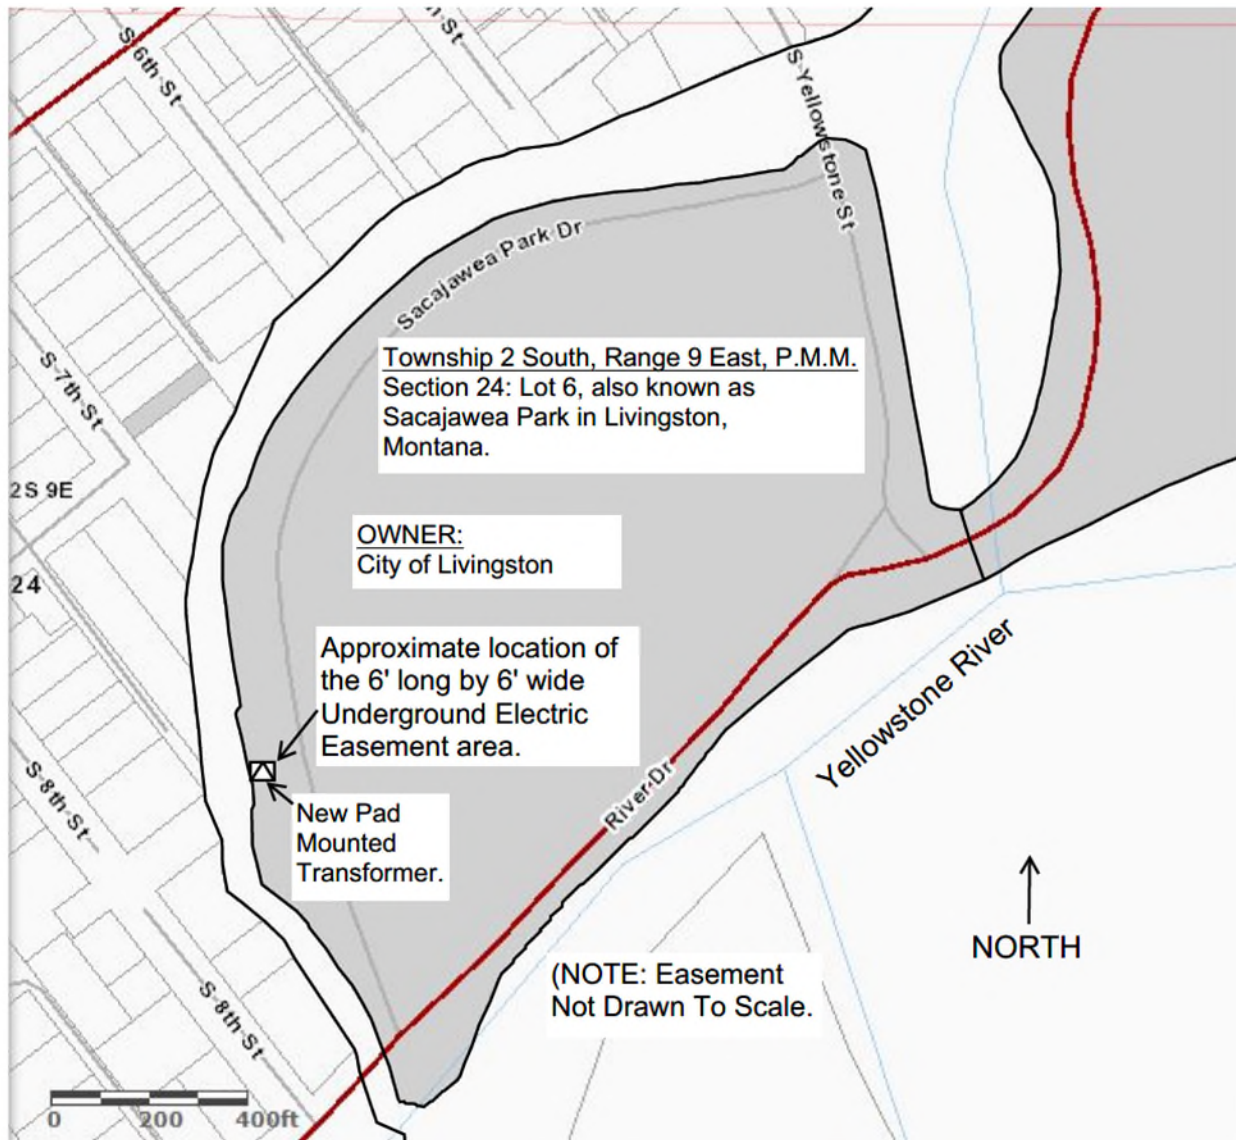 S 6th St
th St
S Yellowstone St
Sacajawea Park Dr
Township 2 South, Range 9 East, P.M.M.
Section 24: Lot 6, also known as
Sacajawea Park in Livingston,
Montana.
S 7th St
2S 9E
OWNER:
City of Livingston
24
Approximate location of
the 6' long by 6' wide
Underground Electric
Easement area.
Yellowstone River
New Pad
Mounted
Transformer.
River Dr
S 8th St
NORTH
(NOTE: Easement
Not Drawn To Scale.
S 8th St
0 200 400ft